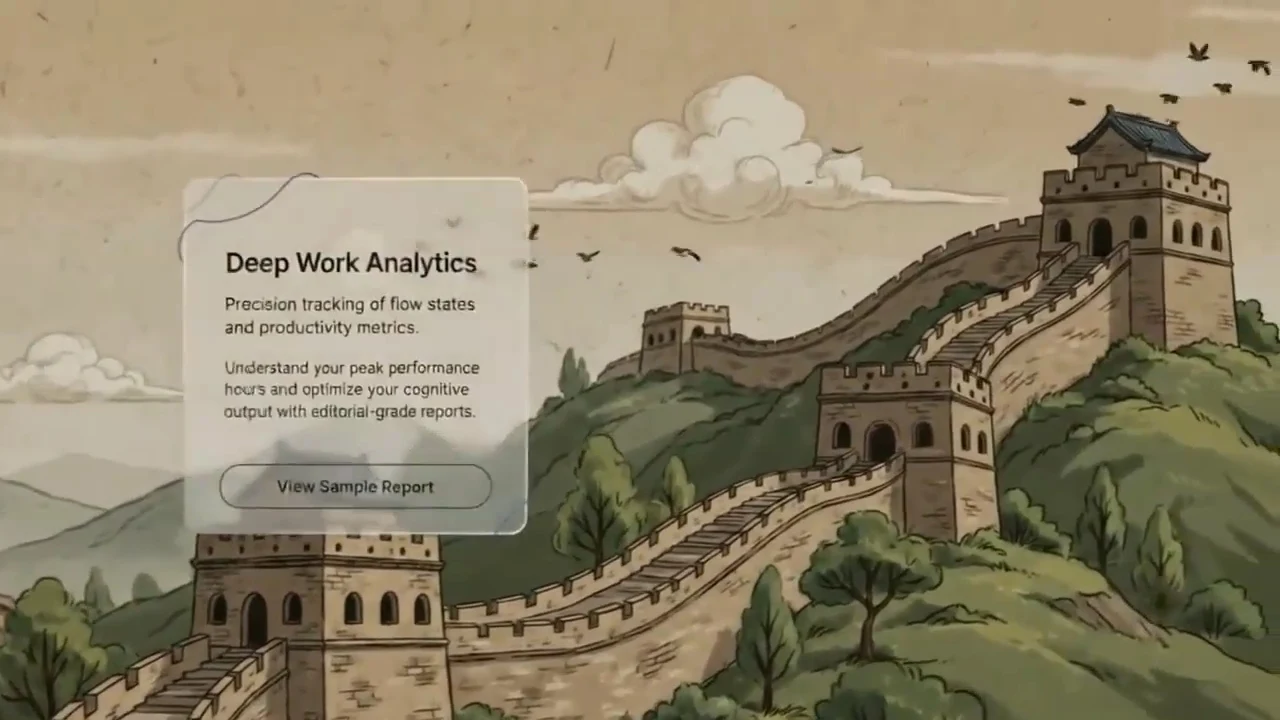 Deep Work Analytics
Precision tracking of flow states
and productivity metrics.
Understand your peak performance
hours and optimize your cognitive
output with editorial-grade reports.
View Sample Report